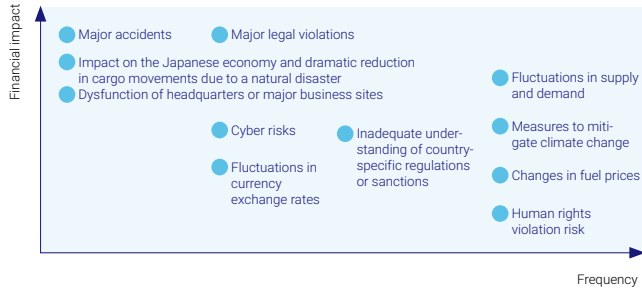 Financial impact
Major accidents
Major legal violations
Impact on the Japanese economy and dramatic reduction
in cargo movements due to a natural disaster
Dysfunction of headquarters or major business sites
Fluctuations in supply
and demand
Cyber risks
Inadequate under-
standing of country-
specific regulations
or sanctions
Measures to miti-
gate climate change
Fluctuations in
currency
exchange rates
Changes in fuel prices
Human rights
violation risk
Frequency